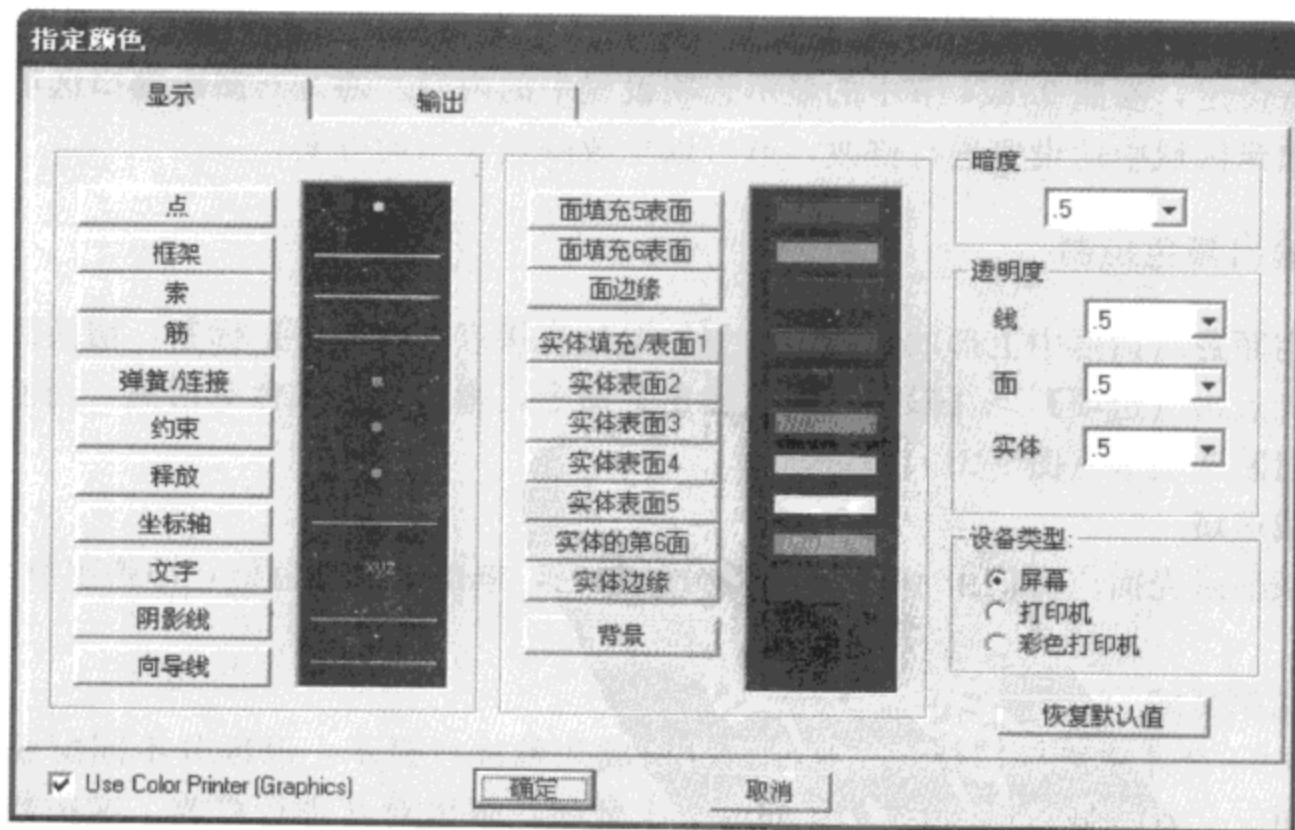 指定颜色
显示
输出
点
框架
索
筋
弹簧/连接
约束
释放
坐标轴
文字
阴影线
向导线
XYZ
面填充5表面
面填充6表面
面边缘
实体填充/表面1
实体表面2
实体表面3
实体表面4
实体表面5
实体的第6面
实体边缘
背景
暗度
.5
透明度
线 .5
面 .5
实体 .5
设备类型:
屏幕
打印机
彩色打印机
恢复默认值
Use Color Printer (Graphics)
确定
取消